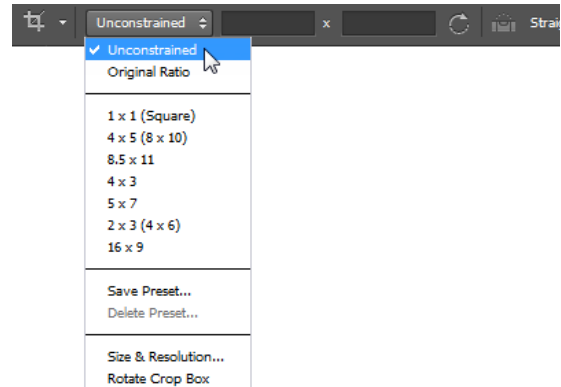 Unconstrained x
Unconstrained
Original Ratio
1 x 1 (Square)
4 x 5 (8 x 10)
8.5 x 11
4 x 3
5 x 7
2 x 3 (4 x 6)
16 x 9
Save Preset...
Delete Preset...
Size & Resolution...
Rotate Crop Box